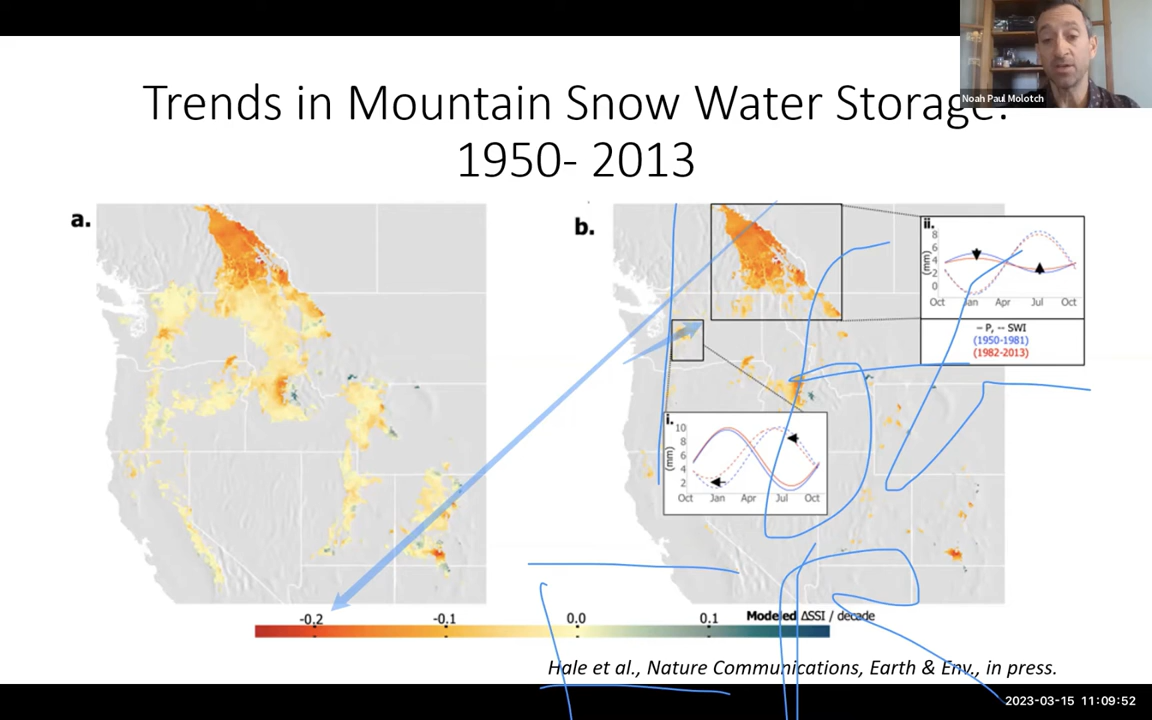 Noah Paul Molotch
Trends in Mountain Snow Water Storage:
1950- 2013
a.
b.
ii.
8
6
4
2
0
(mm)
Oct Jan Apr Jul Oct
– P, -- SWI
(1950-1981)
(1982-2013)
i.
10
8
6
4
2
(mm)
Oct Jan Apr Jul Oct
-0.2 -0.1 0.0 0.1
Modeled ΔSSI / decade
Hale et al., Nature Communications, Earth & Env., in press.
2023-03-15 11:09:52